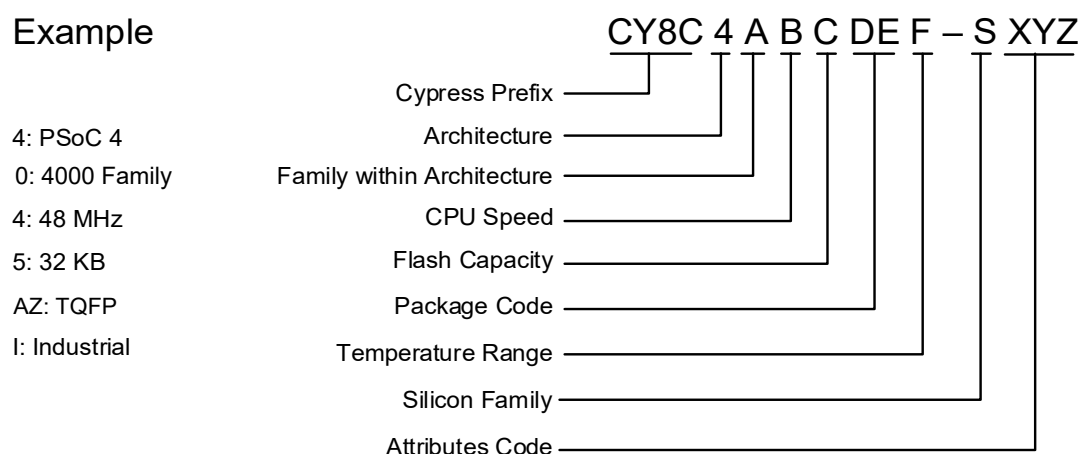 Example CY8C 4 A B C DE F – S XYZ
Cypress Prefix
4: PSoC 4 Architecture
0: 4000 Family Family within Architecture
4: 48 MHz CPU Speed
5: 32 KB Flash Capacity
AZ: TQFP Package Code
I: Industrial Temperature Range
Silicon Family
Attributes Code